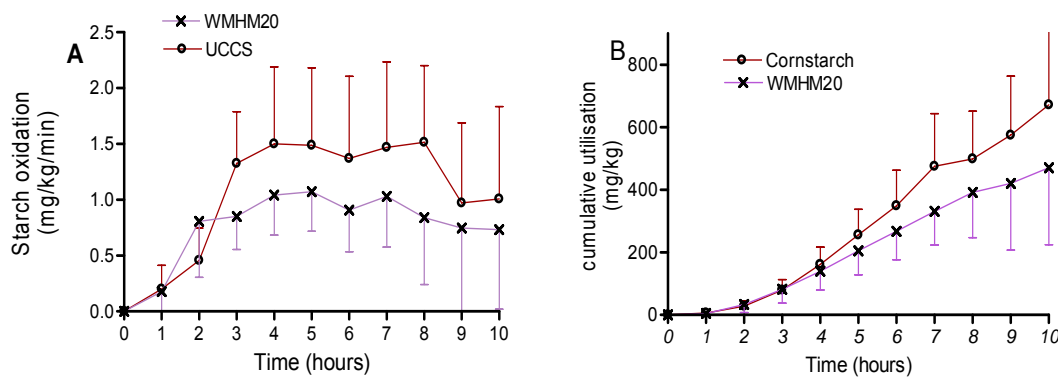 A
WMHM20
UCCS
Starch oxidation
(mg/kg/min)
2.5
2.0
1.5
1.0
0.5
0.0
0 1 2 3 4 5 6 7 8 9 10
Time (hours)
B
Cornstarch
WMHM20
cumulative utilisation
(mg/kg)
800
600
400
200
0
0 1 2 3 4 5 6 7 8 9 10
Time (hours)